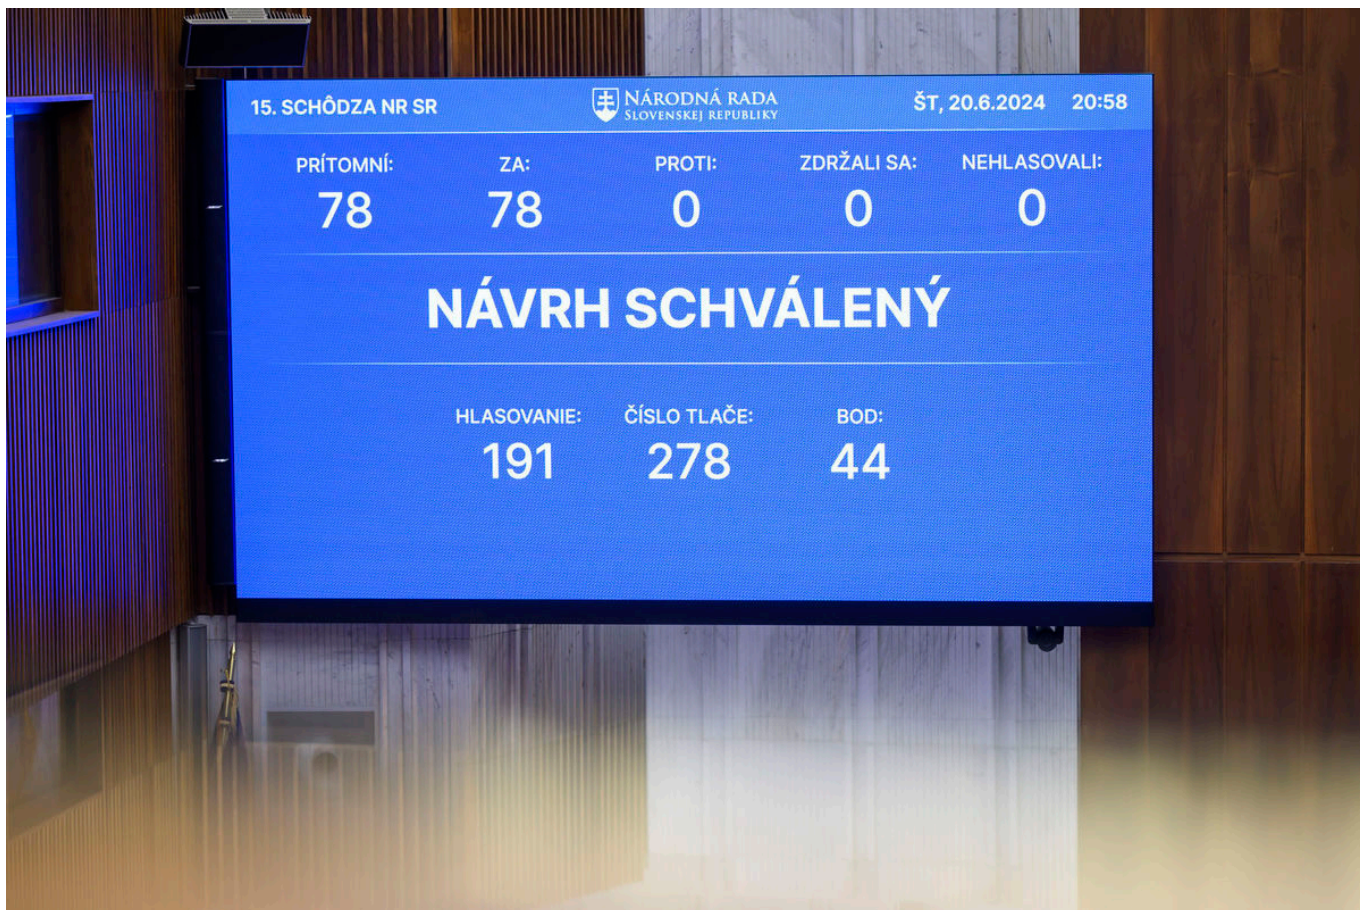 15. SCHÔDZA NR SR
NÁRODNÁ RADA
SLOVENSKEJ REPUBLIKY
ŠT, 20.6.2024 20:58
PRÍTOMNÍ: ZA: PROTI: ZDRŽALI SA: NEHLASOVALI:
78 78 0 0 0
NÁVRH SCHVÁLENÝ
HLASOVANIE: ČÍSLO TLAČE: BOD:
191 278 44